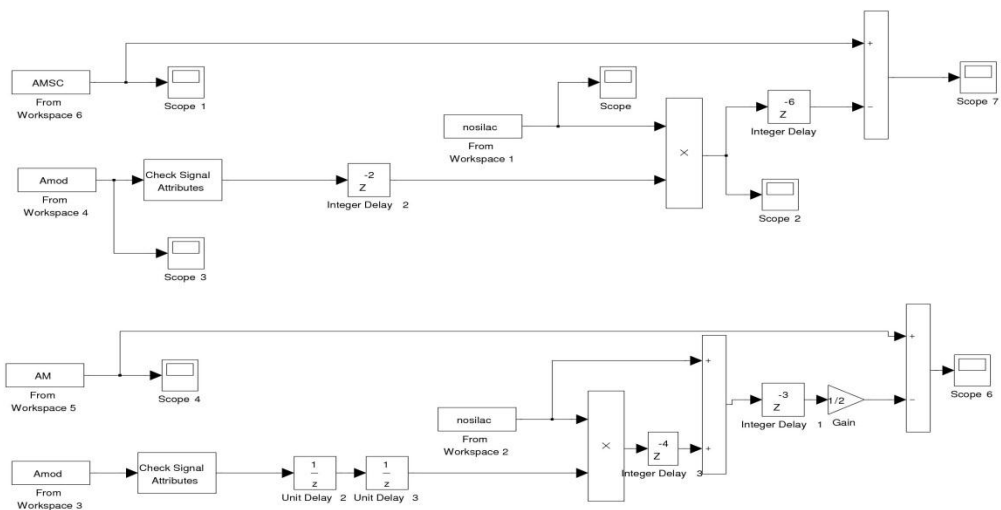 +
AMSC
From
Workspace 6
Scope 1
Scope
-6
Z
Integer Delay
−
Scope 7
nosilac
From
Workspace 1
X
Amod
From
Workspace 4
Check Signal
Attributes
-2
Z
Integer Delay 2
Scope 2
Scope 3
+
AM
From
Workspace 5
Scope 4
+
Scope 6
nosilac
From
Workspace 2
X
-3
Z
Integer Delay 1
1/2
Gain
−
-4
Z
Integer Delay 3
+
Amod
From
Workspace 3
Check Signal
Attributes
1
z
Unit Delay 2
1
z
Unit Delay 3